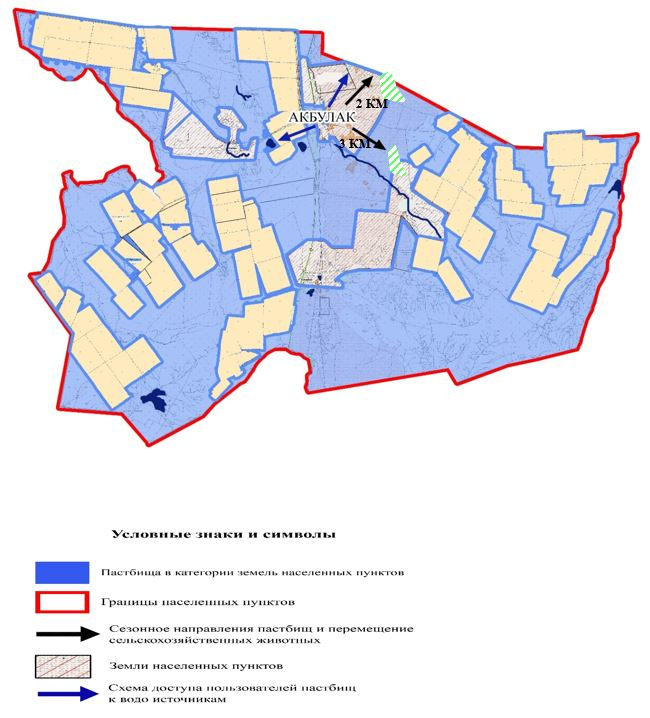 2 КМ
АКБУЛАК
3 КМ
Условные знаки и символы
Пастбища в категории земель населенных пунктов
Границы населенных пунктов
Сезонное направления пастбищ и перемещение
сельскохозяйственных животных
Земли населенных пунктов
Схема доступа пользователей пастбищ
к водо источникам